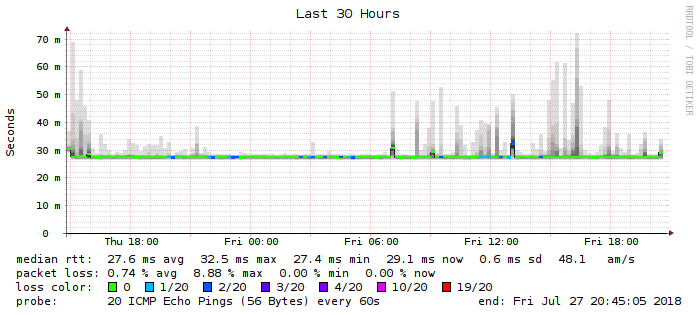 Last 30 Hours
RRDTOOL / TOBI OETIKER
Seconds
70 m
60 m
50 m
40 m
30 m
20 m
10 m
0
Thu 18:00 Fri 00:00 Fri 06:00 Fri 12:00 Fri 18:00
median rtt: 27.6 ms avg 32.5 ms max 27.4 ms min 29.1 ms now 0.6 ms sd 48.1 am/s
packet loss: 0.74 % avg 8.88 % max 0.00 % min 0.00 % now
loss color: 0 1/20 2/20 3/20 4/20 10/20 19/20
probe: 20 ICMP Echo Pings (56 Bytes) every 60s end: Fri Jul 27 20:45:05 2018